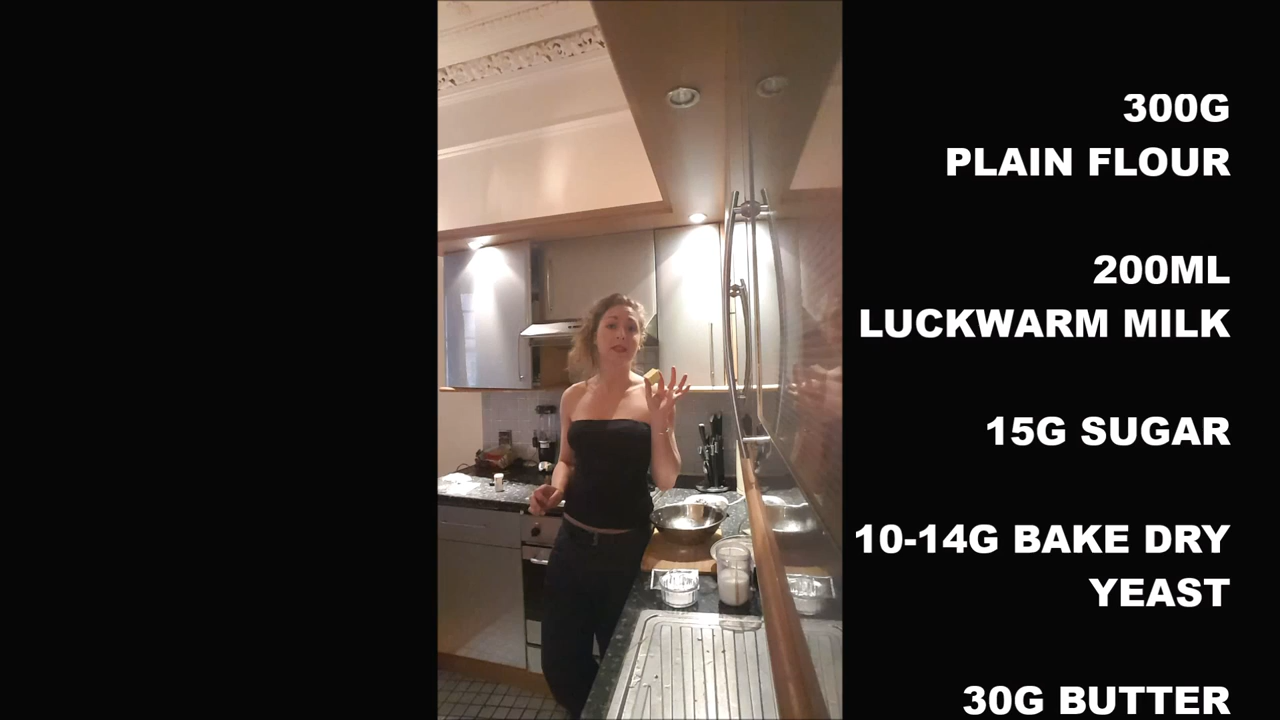 300G
PLAIN FLOUR
200ML
LUCKWARM MILK
15G SUGAR
10-14G BAKE DRY
YEAST
30G BUTTER